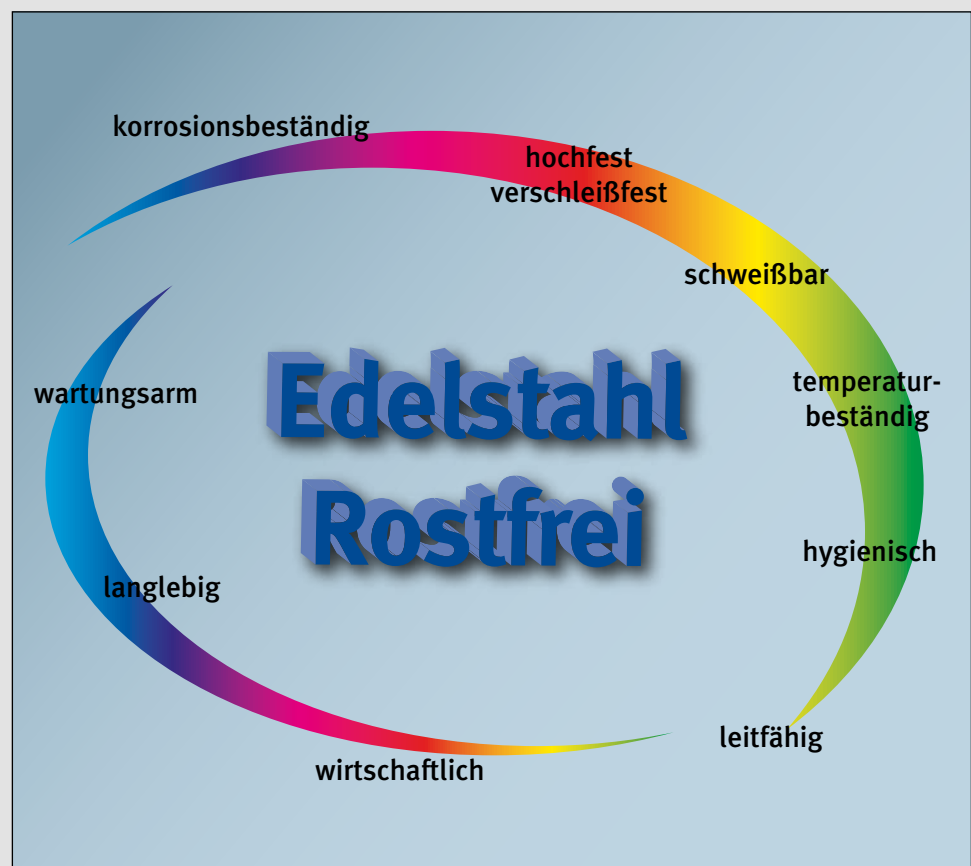 korrosionsbeständig
hochfest
verschleißfest
schweißbar
temperatur-
beständig
hygienisch
leitfähig
wirtschaftlich
langlebig
wartungsarm
Edelstahl
Rostfrei